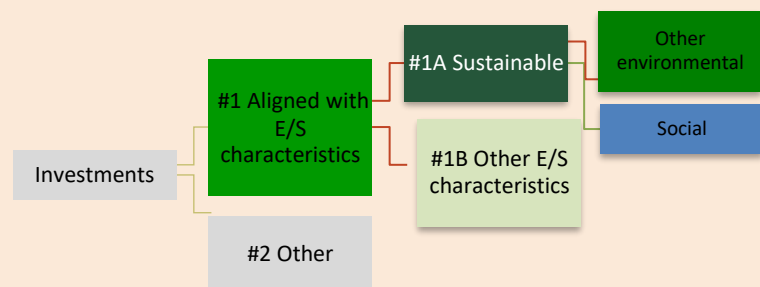 Investments
#1 Aligned with
E/S
characteristics
#2 Other
#1A Sustainable
#1B Other E/S
characteristics
Other
environmental
Social